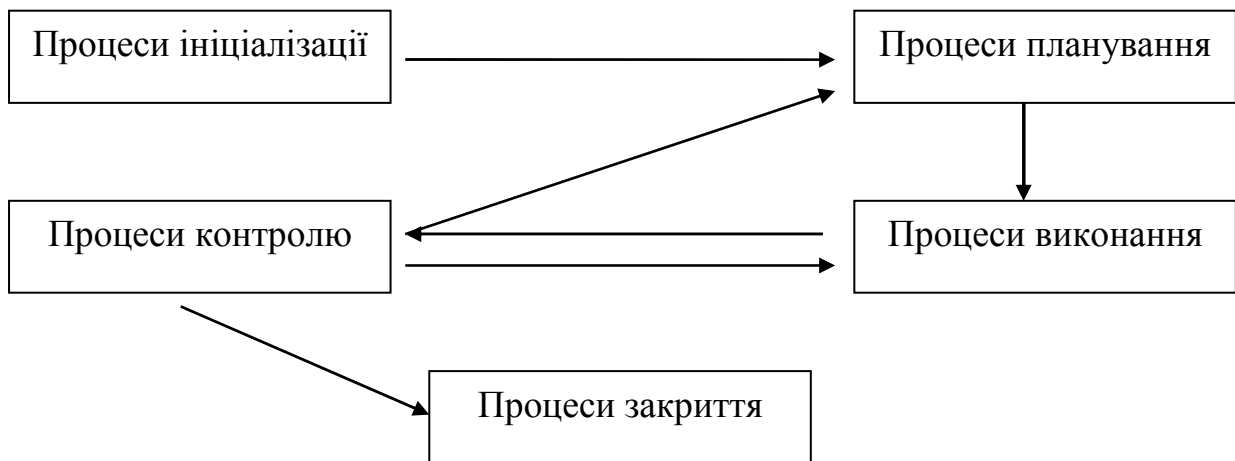 Процеси ініціалізації
Процеси планування
Процеси контролю
Процеси виконання
Процеси закриття